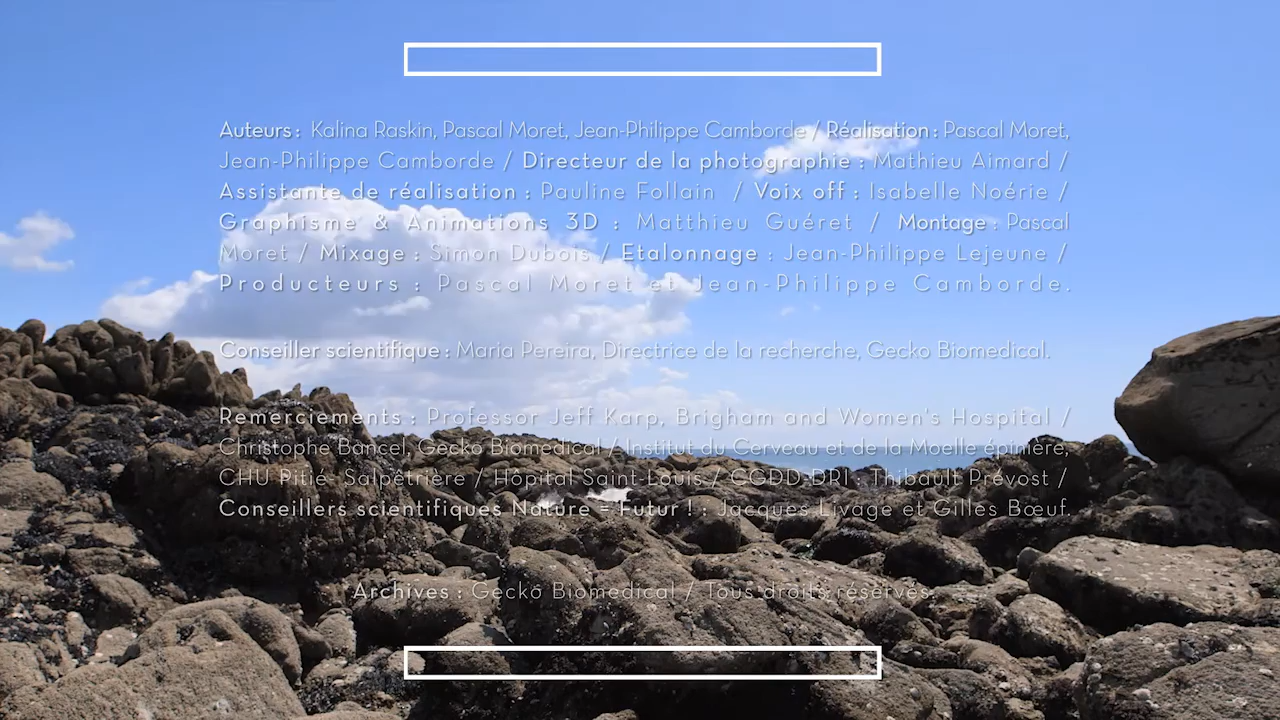 Auteurs : Kalina Raskin, Pascal Moret, Jean-Philippe Camborde / Réalisation : Pascal Moret,
Jean-Philippe Camborde / Directeur de la photographie : Mathieu Aimard /
Assistante de réalisation : Pauline Follain / Voix off : Isabelle Noérie /
Graphisme & Animations 3D : Matthieu Guéret / Montage : Pascal
Moret / Mixage : Simon Dubois / Etalonnage : Jean-Philippe Lejeune /
Producteurs : Pascal Moret et Jean-Philippe Camborde.
Conseiller scientifique : Maria Pereira, Directrice de la recherche, Gecko Biomedical.
Remerciements : Professor Jeff Karp, Brigham and Women's Hospital /
Christophe Bancel, Gecko Biomedical / Institut du Cerveau et de la Moelle épinière,
CHU Pitié- Salpêtrière / Hôpital Saint-Louis / CGDD-DRI : Thibault Prévost /
Conseillers scientifiques Nature = Futur ! : Jacques Livage et Gilles Bœuf.
Archives : Gecko Biomedical / Tous droits réservés.